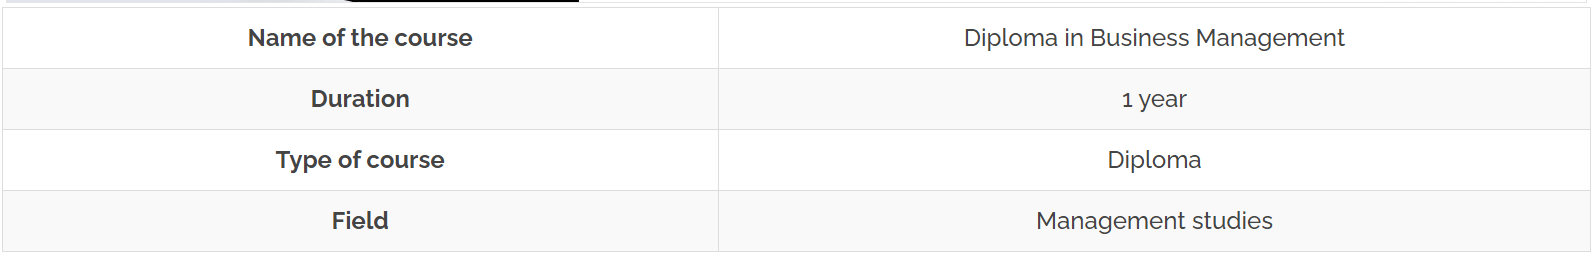 Name of the course Diploma in Business Management
Duration 1 year
Type of course Diploma
Field Management studies